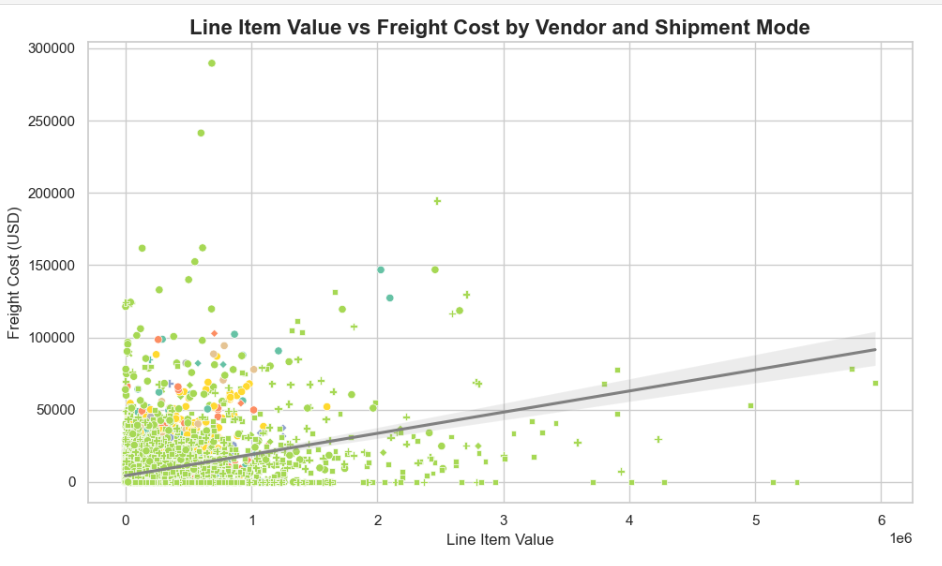 Line Item Value vs Freight Cost by Vendor and Shipment Mode
300000
250000
200000
150000
100000
50000
0
Freight Cost (USD)
0 1 2 3 4 5 6
1e6
Line Item Value